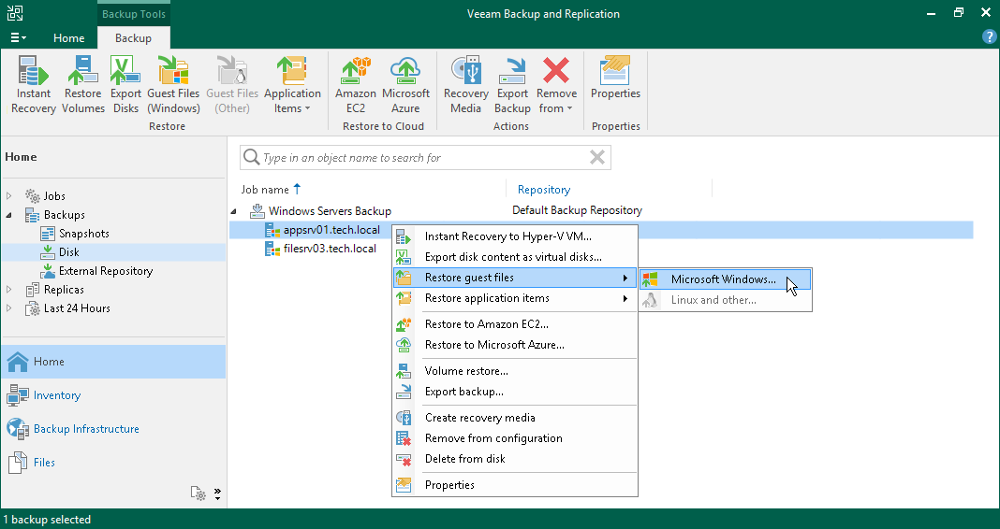 Backup Tools
Veeam Backup and Replication
Home
Backup
?
Instant Recovery
Restore Volumes
Export Disks
Guest Files (Windows)
Guest Files (Other)
Application Items
Amazon EC2
Microsoft Azure
Recovery Media
Export Backup
Remove from
Properties
Restore
Restore to Cloud
Actions
Properties
Home
Type in an object name to search for
Jobs
Backups
Snapshots
Disk
External Repository
Replicas
Last 24 Hours
Job name
Repository
Windows Servers Backup
Default Backup Repository
appsrv01.tech.local
filesrv03.tech.local
Instant Recovery to Hyper-V VM...
Export disk content as virtual disks...
Restore guest files
Restore application items
Restore to Amazon EC2...
Restore to Microsoft Azure...
Volume restore...
Export backup...
Create recovery media
Remove from configuration
Delete from disk
Properties
Microsoft Windows...
Linux and other...
Home
Inventory
Backup Infrastructure
Files
1 backup selected